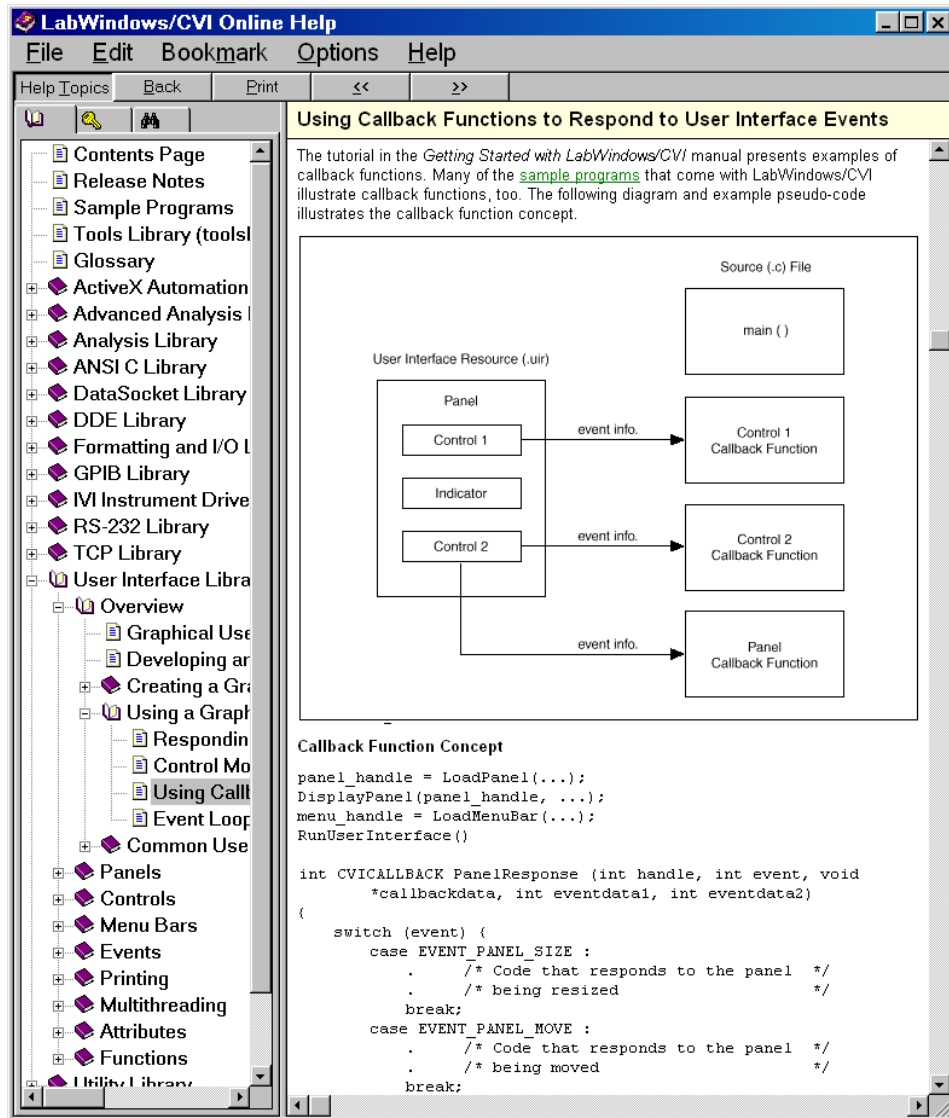 LabWindows/CVI Online Help
File Edit Bookmark Options Help
Help Topics Back Print << >>
Contents Page
Release Notes
Sample Programs
Tools Library (toolsl
Glossary
ActiveX Automation
Advanced Analysis
Analysis Library
ANSI C Library
DataSocket Library
DDE Library
Formatting and I/O L
GPIB Library
IVI Instrument Drive
RS-232 Library
TCP Library
User Interface Libra
Overview
Graphical Use
Developing ar
Creating a Gra
Using a Graph
Respondin
Control Mo
Using Callb
Event Loop
Common Use
Panels
Controls
Menu Bars
Events
Printing
Multithreading
Attributes
Functions
Utility Library
Using Callback Functions to Respond to User Interface Events
The tutorial in the Getting Started with LabWindows/CVI manual presents examples of
callback functions. Many of the sample programs that come with LabWindows/CVI
illustrate callback functions, too. The following diagram and example pseudo-code
illustrates the callback function concept.
Source (.c) File
main ( )
User Interface Resource (.uir)
Panel
Control 1
event info.
Control 1
Callback Function
Indicator
Control 2
event info.
Control 2
Callback Function
event info.
Panel
Callback Function
Callback Function Concept
panel_handle = LoadPanel(...);
DisplayPanel(panel_handle, ...);
menu_handle = LoadMenuBar(...);
RunUserInterface()
int CVICALLBACK PanelResponse (int handle, int event, void
*callbackdata, int eventdata1, int eventdata2)
{
switch (event) {
case EVENT_PANEL_SIZE :
. /* Code that responds to the panel */
. /* being resized */
break;
case EVENT_PANEL_MOVE :
. /* Code that responds to the panel */
. /* being moved */
break;